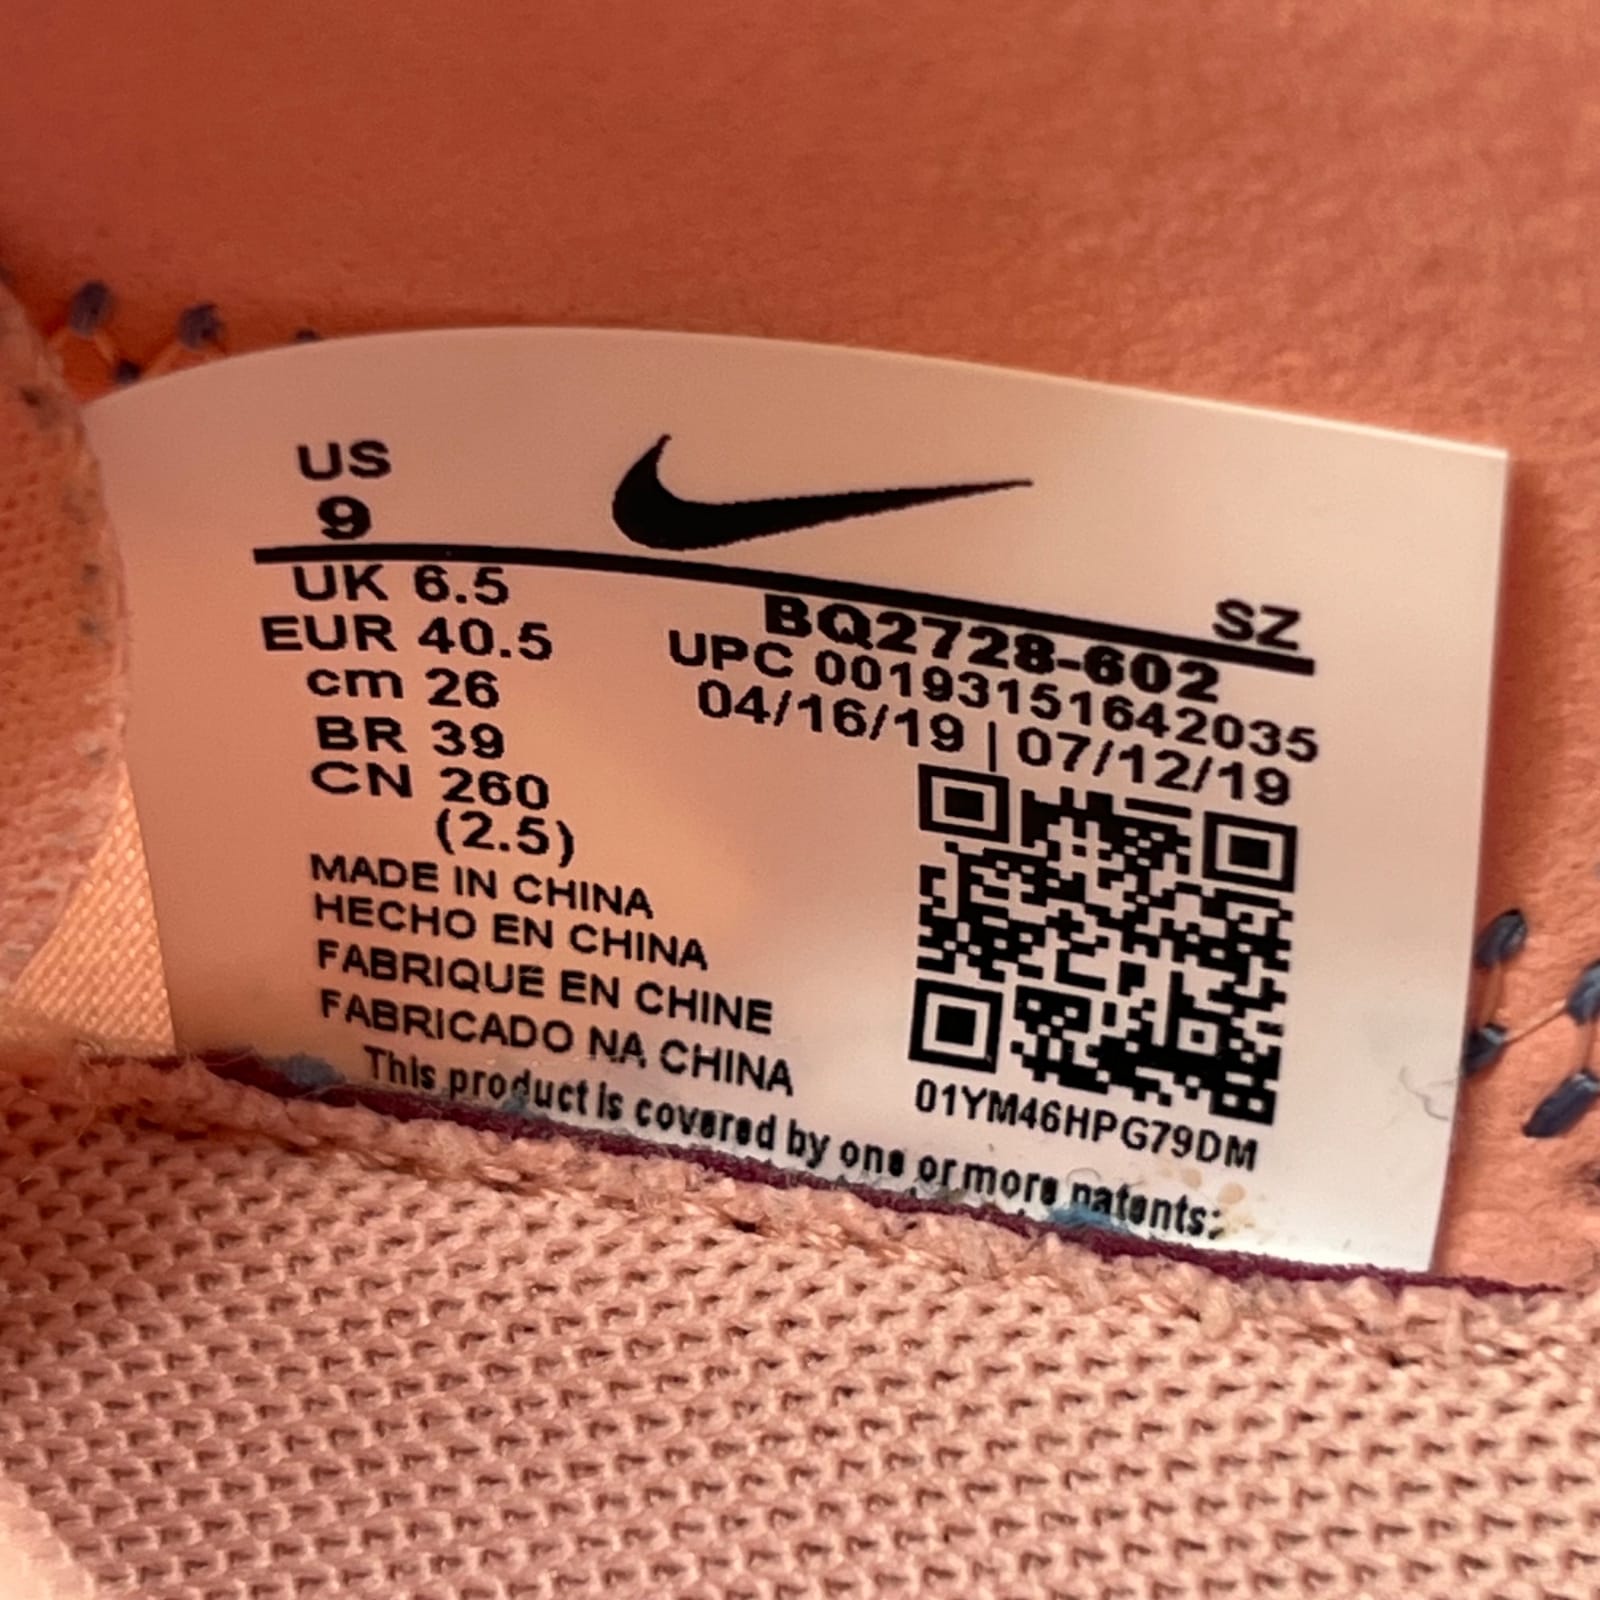 US
9
SZ
UK 6.5
EUR 40.5
cm 26
BR 39
CN 260
(2.5)
BQ2728-602
UPC 00193151642035
04/16/19 | 07/12/19
MADE IN CHINA
HECHO EN CHINA
FABRIQUE EN CHINE
FABRICADO NA CHINA
01YM46HPG79DM
This product is covered by one or more patents: